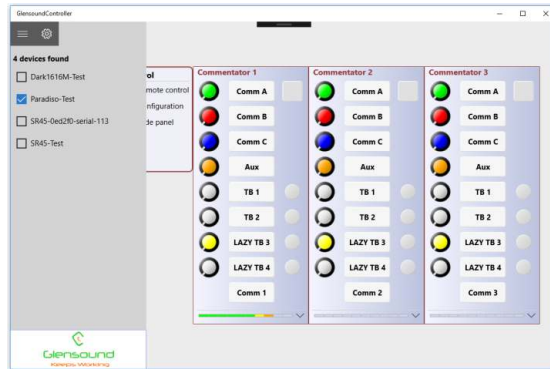 GlensoundController
4 devices found
Dark1616M-Test
Paradiso-Test
SR45-0ed2f0-serial-113
SR45-Test
ol
mote control
nfiguration
de panel
Commentator 1
Comm A
Comm B
Comm C
Aux
TB 1
TB 2
LAZY TB 3
LAZY TB 4
Comm 1
Commentator 2
Comm A
Comm B
Comm C
Aux
TB 1
TB 2
LAZY TB 3
LAZY TB 4
Comm 2
Commentator 3
Comm A
Comm B
Comm C
Aux
TB 1
TB 2
LAZY TB 3
LAZY TB 4
Comm 3
Glensound
Keeps Working